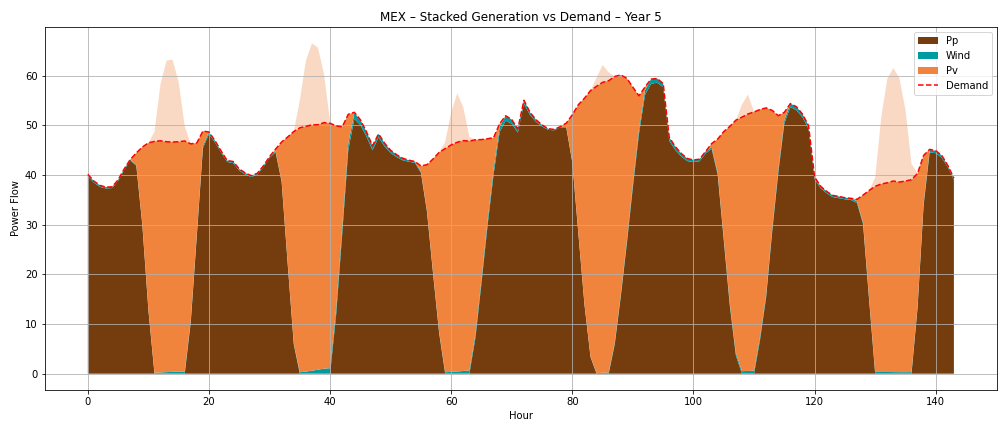 MEX – Stacked Generation vs Demand – Year 5
Pp
Wind
Pv
Demand
Power Flow
60
50
40
30
20
10
0
0 20 40 60 80 100 120 140
Hour